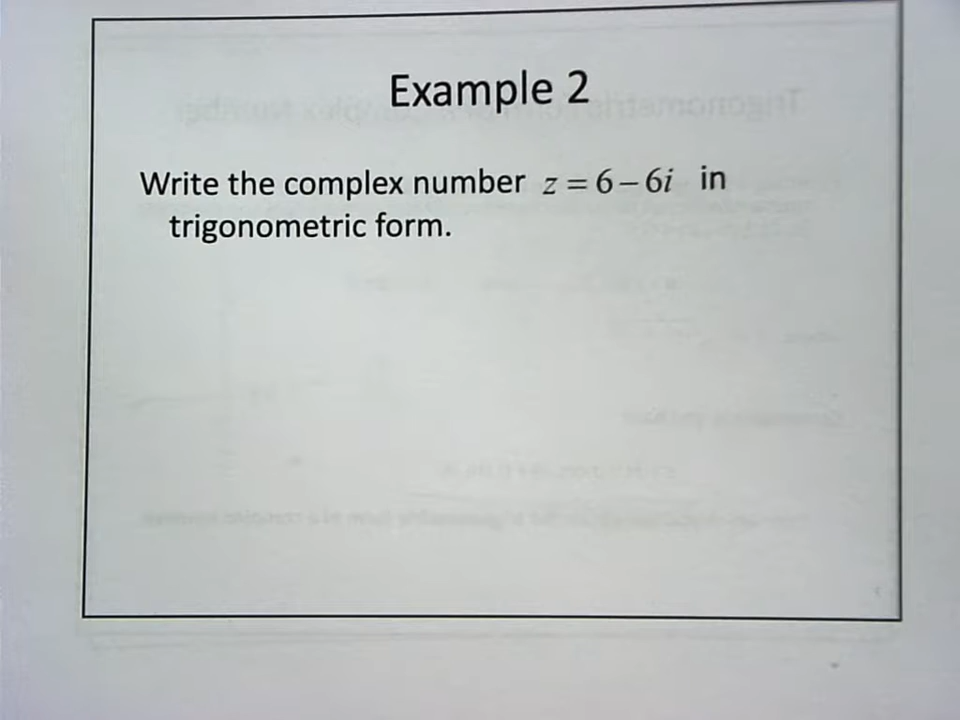 Example 2
Write the complex number z = 6 – 6i in
trigonometric form.